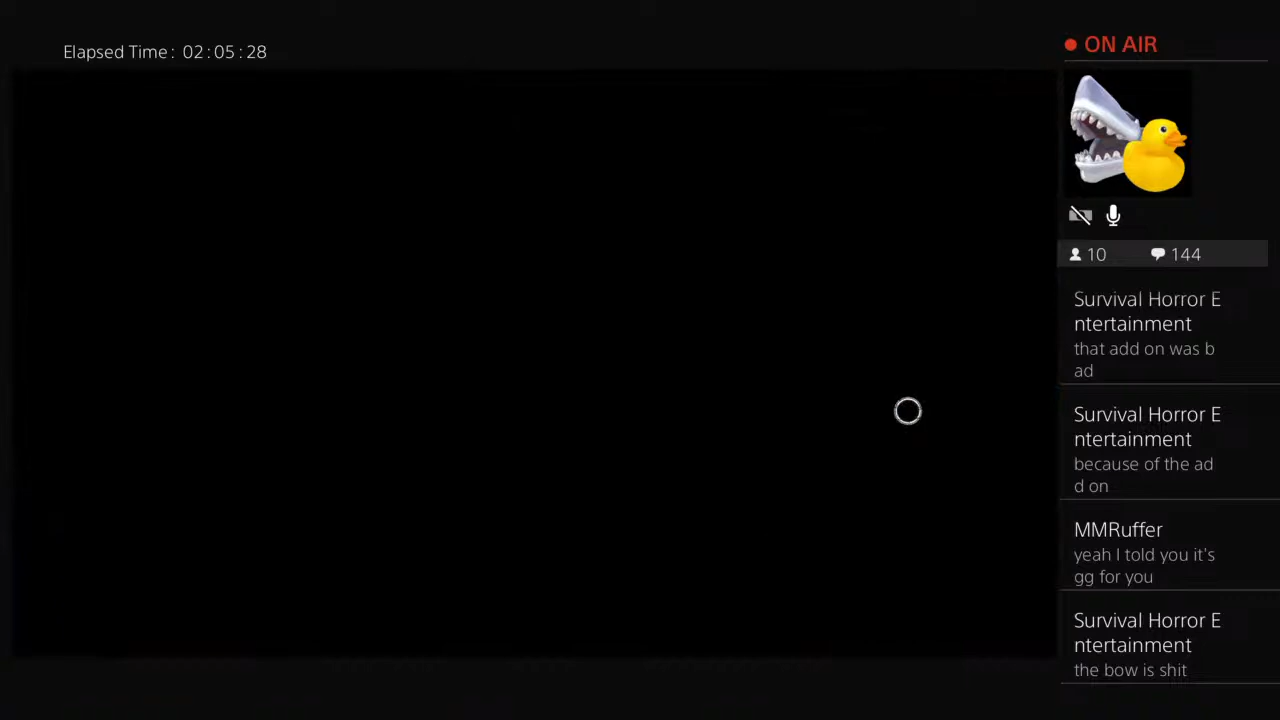 Elapsed Time: 02:05:28
ON AIR
10 144
Survival Horror E
ntertainment
that add on was b
ad
Survival Horror E
ntertainment
because of the ad
d on
MMRuffer
yeah I told you it's
gg for you
Survival Horror E
ntertainment
the bow is shit